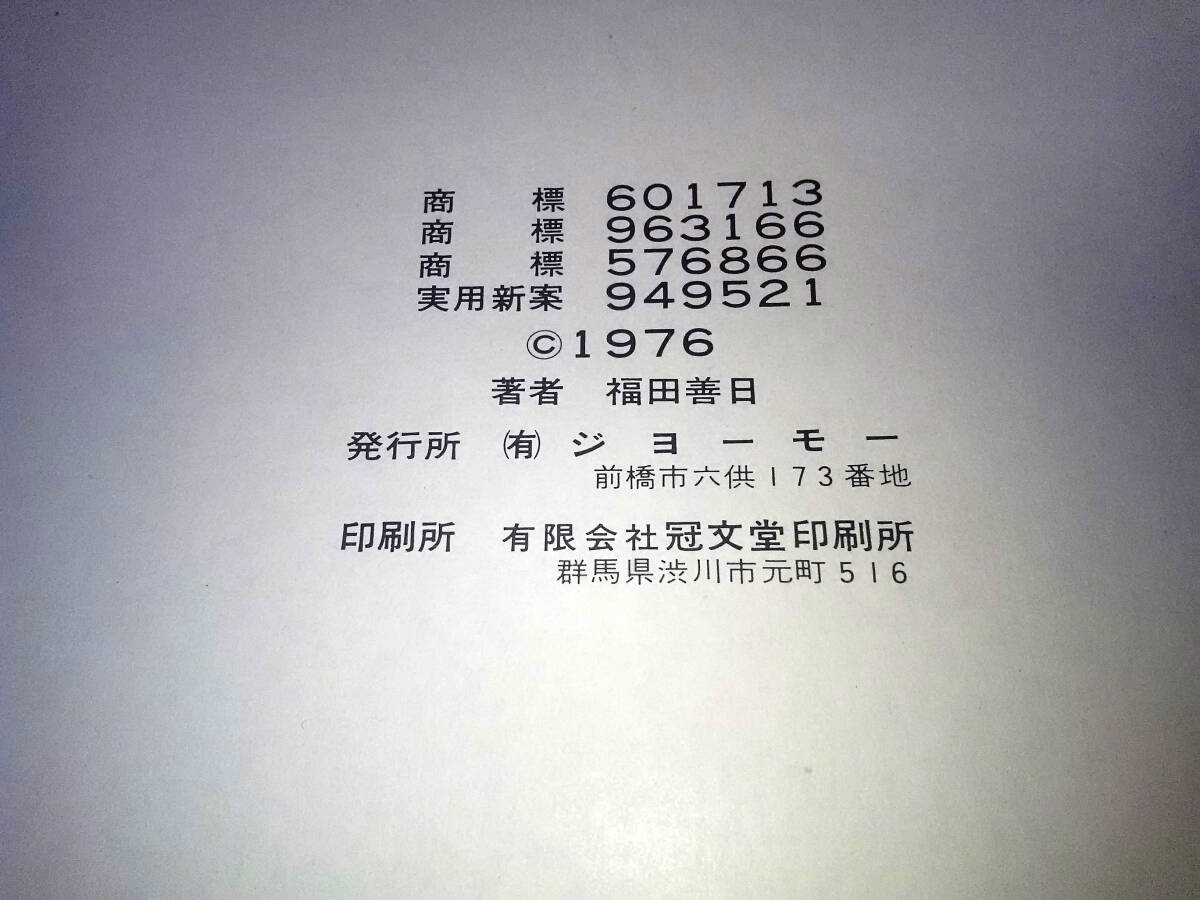 商標 601713
商標 963166
商標 576866
実用新案 949521
©1976
著者 福田善日
発行所 ㈲ ジヨーモー
前橋市六供173番地
印刷所 有限会社冠文堂印刷所
群馬県渋川市元町516